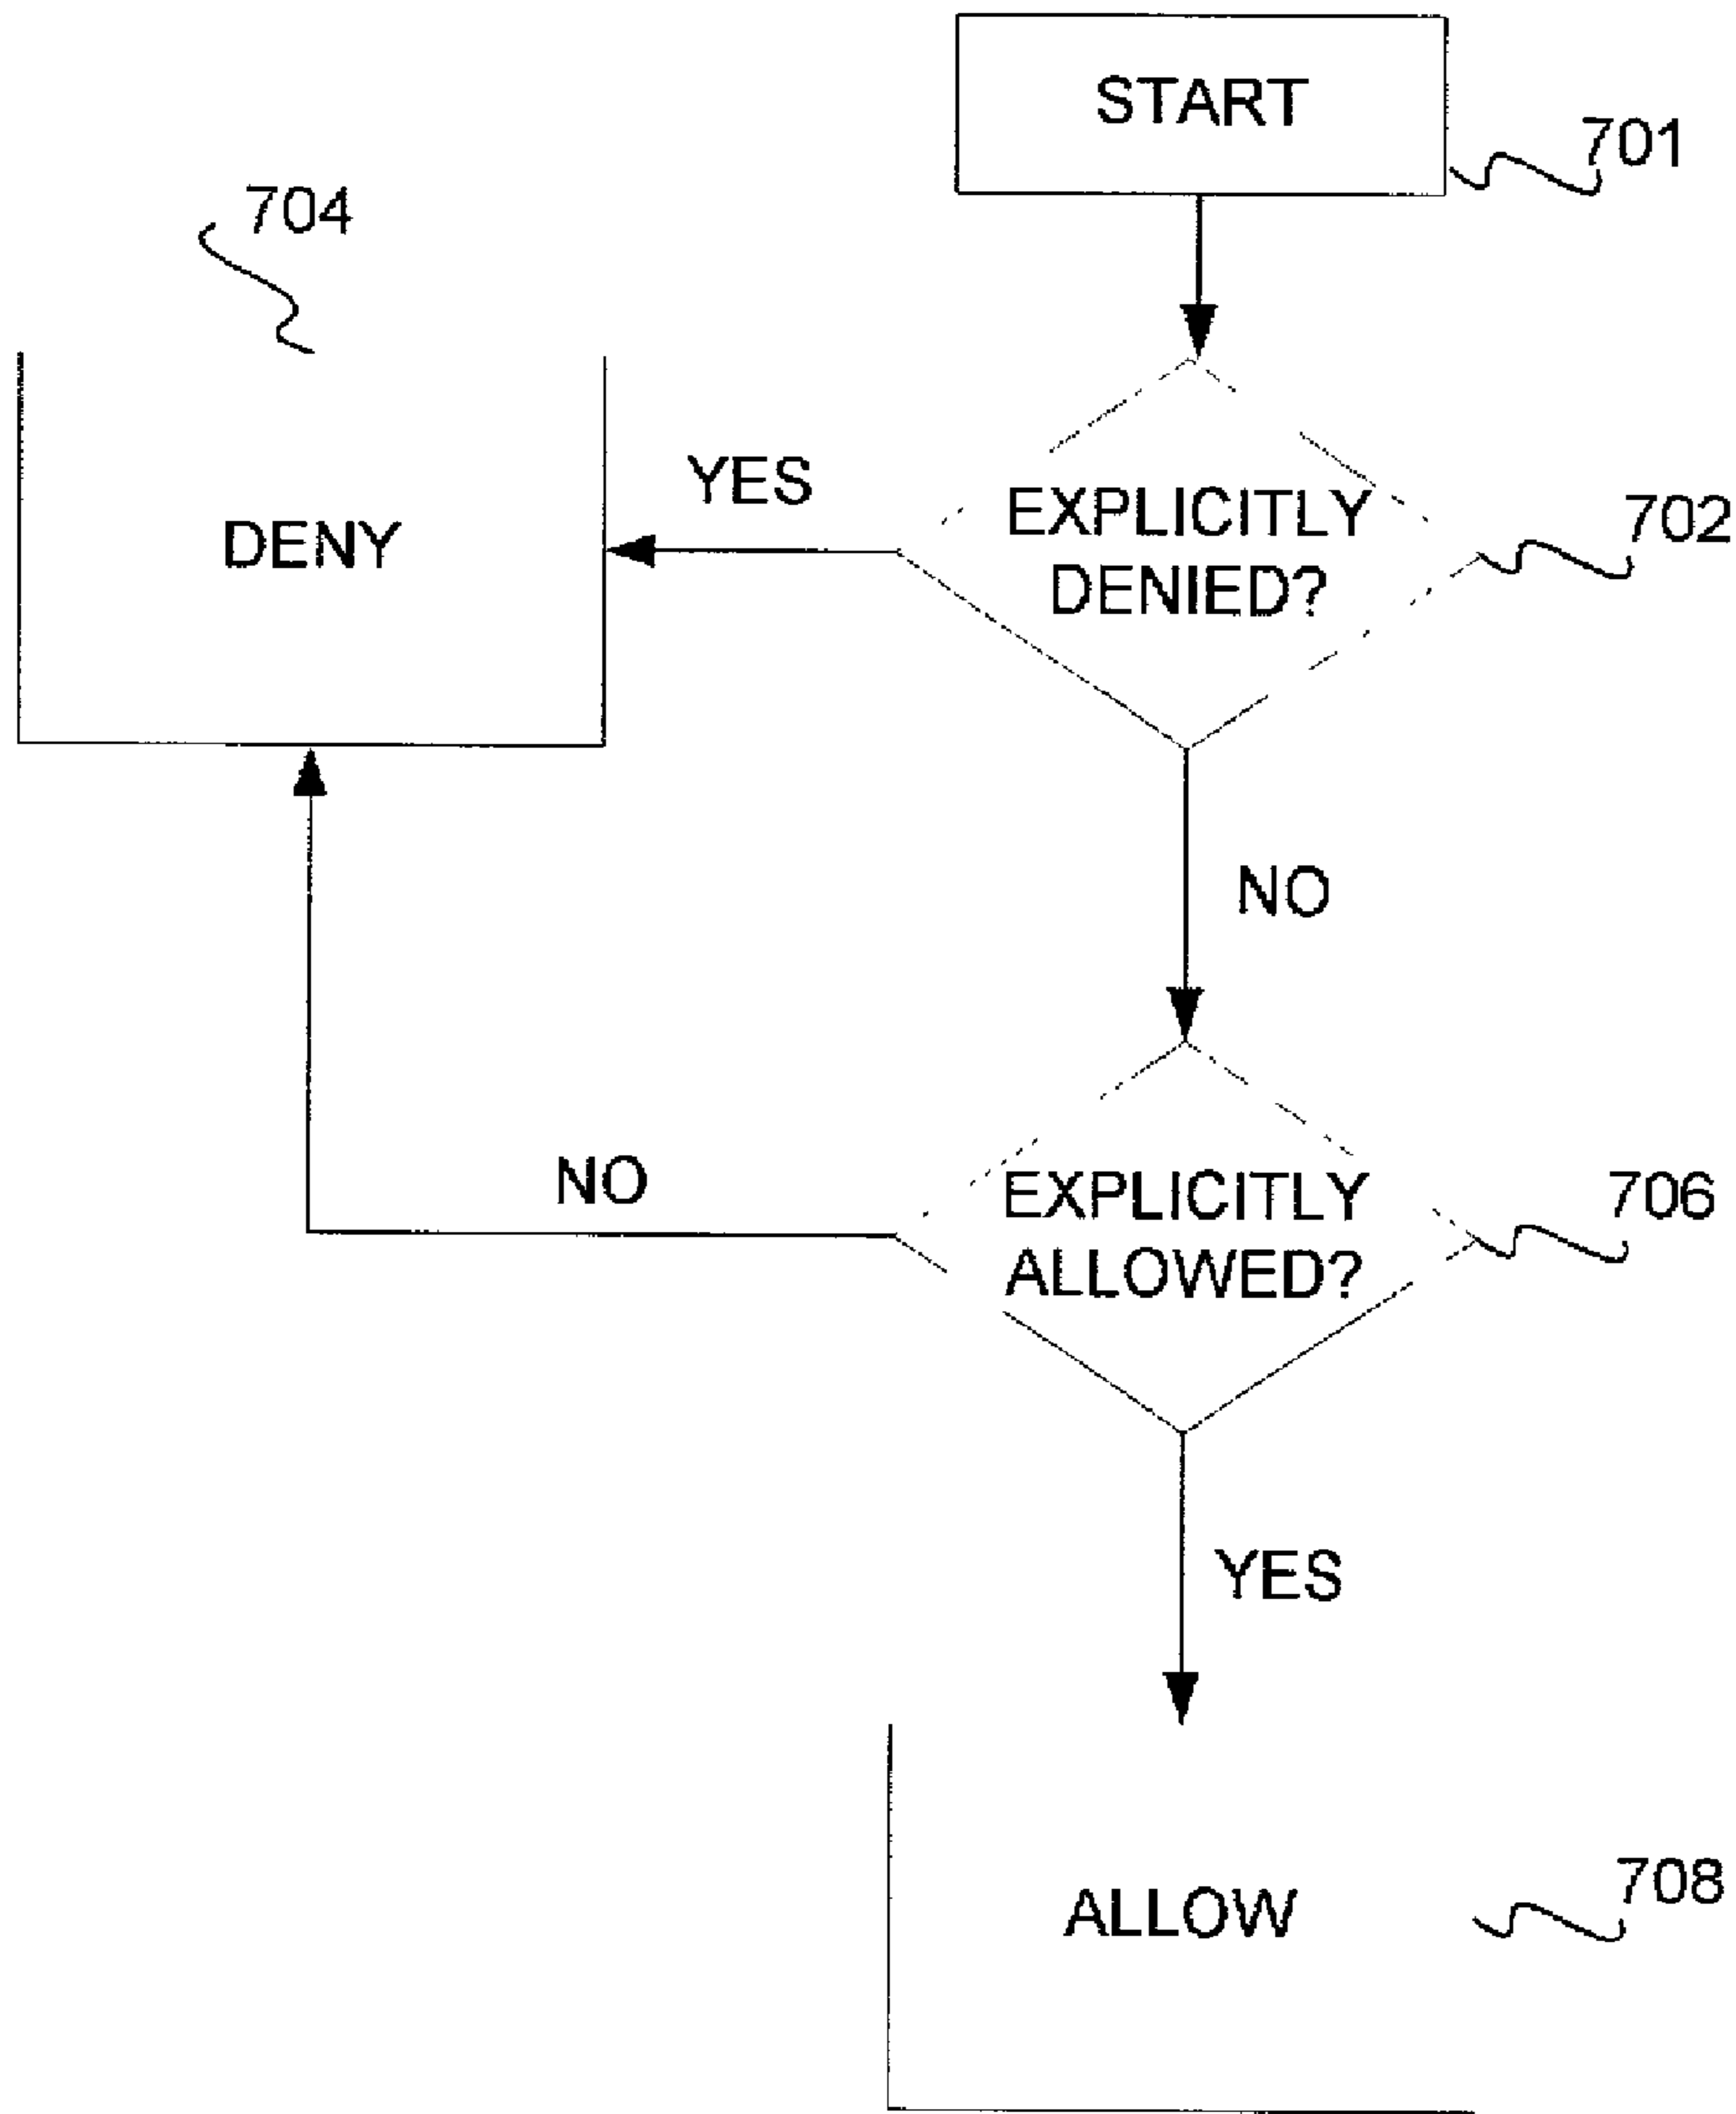 START
701
704
YES
EXPLICITLY
DENIED?
702
DENY
NO
NO
EXPLICITLY
ALLOWED?
706
YES
ALLOW
708